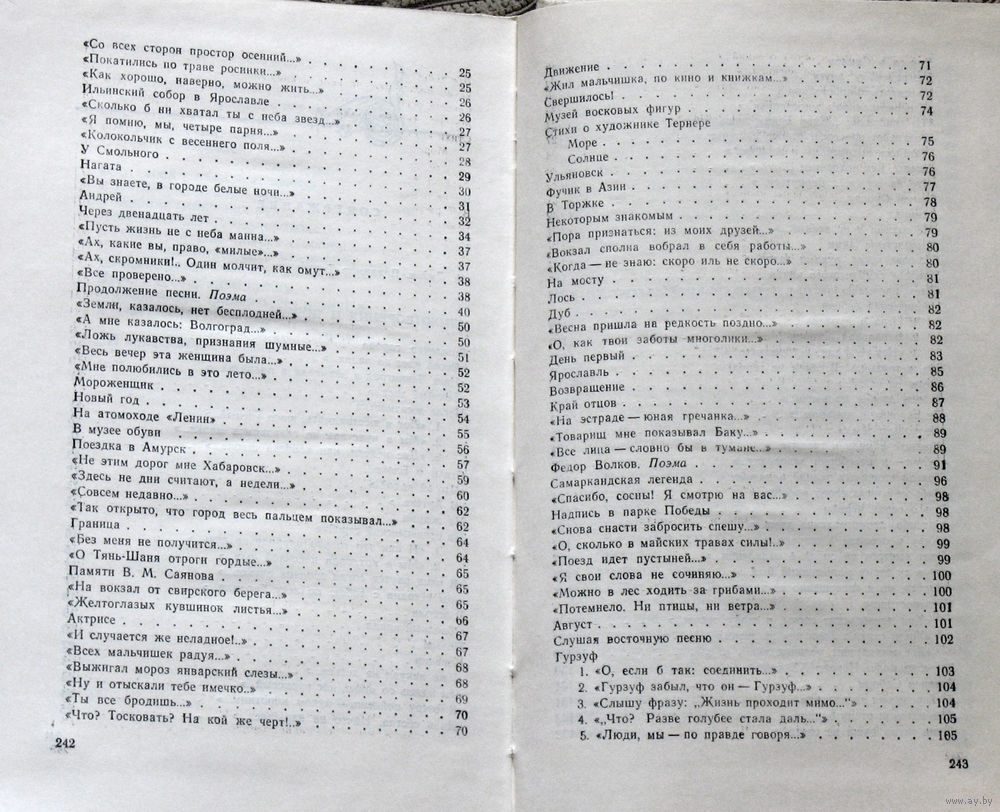 «Со всех сторон простор осенний...» . . . . . . . . 25
«Покатились по траве росинки...» . . . . . . . . 25
«Как хорошо, наверно, можно жить...» . . . . . . . . 26
Ильинский собор в Ярославле . . . . . . . . 26
«Сколько б ни хватал ты с неба звезд...» . . . . . . . . 27
«Я помню, мы, четыре парня...» . . . . . . . . 27
«Колокольчик с весеннего поля...» . . . . . . . . 28
У Смольного . . . . . . . . 29
Нагата . . . . . . . . 30
«Вы знаете, в городе белые ночи...» . . . . . . . . 31
Андрей . . . . . . . . 32
Через двенадцать лет . . . . . . . . 34
«Пусть жизнь не с неба манна...» . . . . . . . . 37
«Ах, какие вы, право, «милые»...» . . . . . . . . 37
«Ах, скромники!.. Один молчит, как омут...» . . . . . . . . 38
«Все проверено...» . . . . . . . . 38
Продолжение песни. Поэма . . . . . . . . 40
«Земли, казалось, нет бесплодней...» . . . . . . . . 50
«А мне казалось: Волгоград...» . . . . . . . . 50
«Ложь лукавства, признания шумные...» . . . . . . . . 51
«Весь вечер эта женщина была...» . . . . . . . . 52
«Мне полюбились в это лето...» . . . . . . . . 52
Мороженщик . . . . . . . . 53
Новый год . . . . . . . . 54
На атомоходе «Ленин» . . . . . . . . 55
В музее обуви . . . . . . . . 56
Поездка в Амурск . . . . . . . . 57
«Не этим дорог мне Хабаровск...» . . . . . . . . 59
«Здесь не дни считают, а недели...» . . . . . . . . 60
«Совсем недавно...» . . . . . . . . 62
«Так открыто, что город весь пальцем показывал...» . . . . 62
Граница . . . . . . . . 64
«Без меня не получится...» . . . . . . . . 64
«О Тянь-Шаня отроги гордые...» . . . . . . . . 65
Памяти В. М. Саянова . . . . . . . . 65
«На вокзал от свирского берега...» . . . . . . . . 65
«Желтоглазых кувшинок листья...» . . . . . . . . 66
Актрисе . . . . . . . . 67
«И случается же неладное!..» . . . . . . . . 67
«Всех мальчишек радуя...» . . . . . . . . 68
«Выжигал мороз январский слезы...» . . . . . . . . 68
«Ну и отыскали тебе имечко..» . . . . . . . . 69
«Ты все бродишь...» . . . . . . . . 70
«Что? Тосковать? На кой же черт!..» . . . . . . . . 70
242
Движение . . . . . . . . 71
«Жил мальчишка, по кино и книжкам...» . . . . . . . . 72
Свершилось! . . . . . . . . 72
Музей восковых фигур . . . . . . . . 74
Стихи о художнике Тернере
Море . . . . . . . . 75
Солнце . . . . . . . . 76
Ульяновск . . . . . . . . 76
Фучик в Азии . . . . . . . . 77
В Торжке . . . . . . . . 78
Некоторым знакомым . . . . . . . . 79
«Пора признаться: из моих друзей...» . . . . . . . . 79
«Вокзал сполна вобрал в себя работы...» . . . . . . . . 80
«Когда — не знаю: скоро иль не скоро...» . . . . . . . . 80
На мосту . . . . . . . . 81
Лось . . . . . . . . 81
Дуб . . . . . . . . 82
«Весна пришла на редкость поздно...» . . . . . . . . 82
«О, как твои заботы многолики...» . . . . . . . . 82
День первый . . . . . . . . 83
Ярославль . . . . . . . . 85
Возвращение . . . . . . . . 86
Край отцов . . . . . . . . 87
«На эстраде — юная гречанка...» . . . . . . . . 88
«Товарищ мне показывал Баку...» . . . . . . . . 89
«Все лица — словно бы в тумане...» . . . . . . . . 89
Федор Волков. Поэма . . . . . . . . 91
Самаркандская легенда . . . . . . . . 96
«Спасибо, сосны! Я смотрю на вас...» . . . . . . . . 98
Надпись в парке Победы . . . . . . . . 98
«Снова снасти забросить спешу...» . . . . . . . . 98
«О, сколько в майских травах силы!..» . . . . . . . . 99
«Поезд идет пустыней...» . . . . . . . . 99
«Я свои слова не сочиняю...» . . . . . . . . 100
«Можно в лес ходить за грибами...» . . . . . . . . 100
«Потемнело. Ни птицы, ни ветра...» . . . . . . . . 101
Август . . . . . . . . 101
Слушая восточную песню . . . . . . . . 102
Гурзуф
1. «О, если б так: соединить...» . . . . . . . . 103
2. «Гурзуф забыл, что он — Гурзуф...» . . . . . . . . 104
3. «Слышу фразу: „Жизнь проходит мимо..."» . . . . . . 104
4. «„Что? Разве голубее стала даль..."») . . . . . . . . 105
5. «Люди, мы — по правде говоря...» . . . . . . . . 105
243
www.ay.by